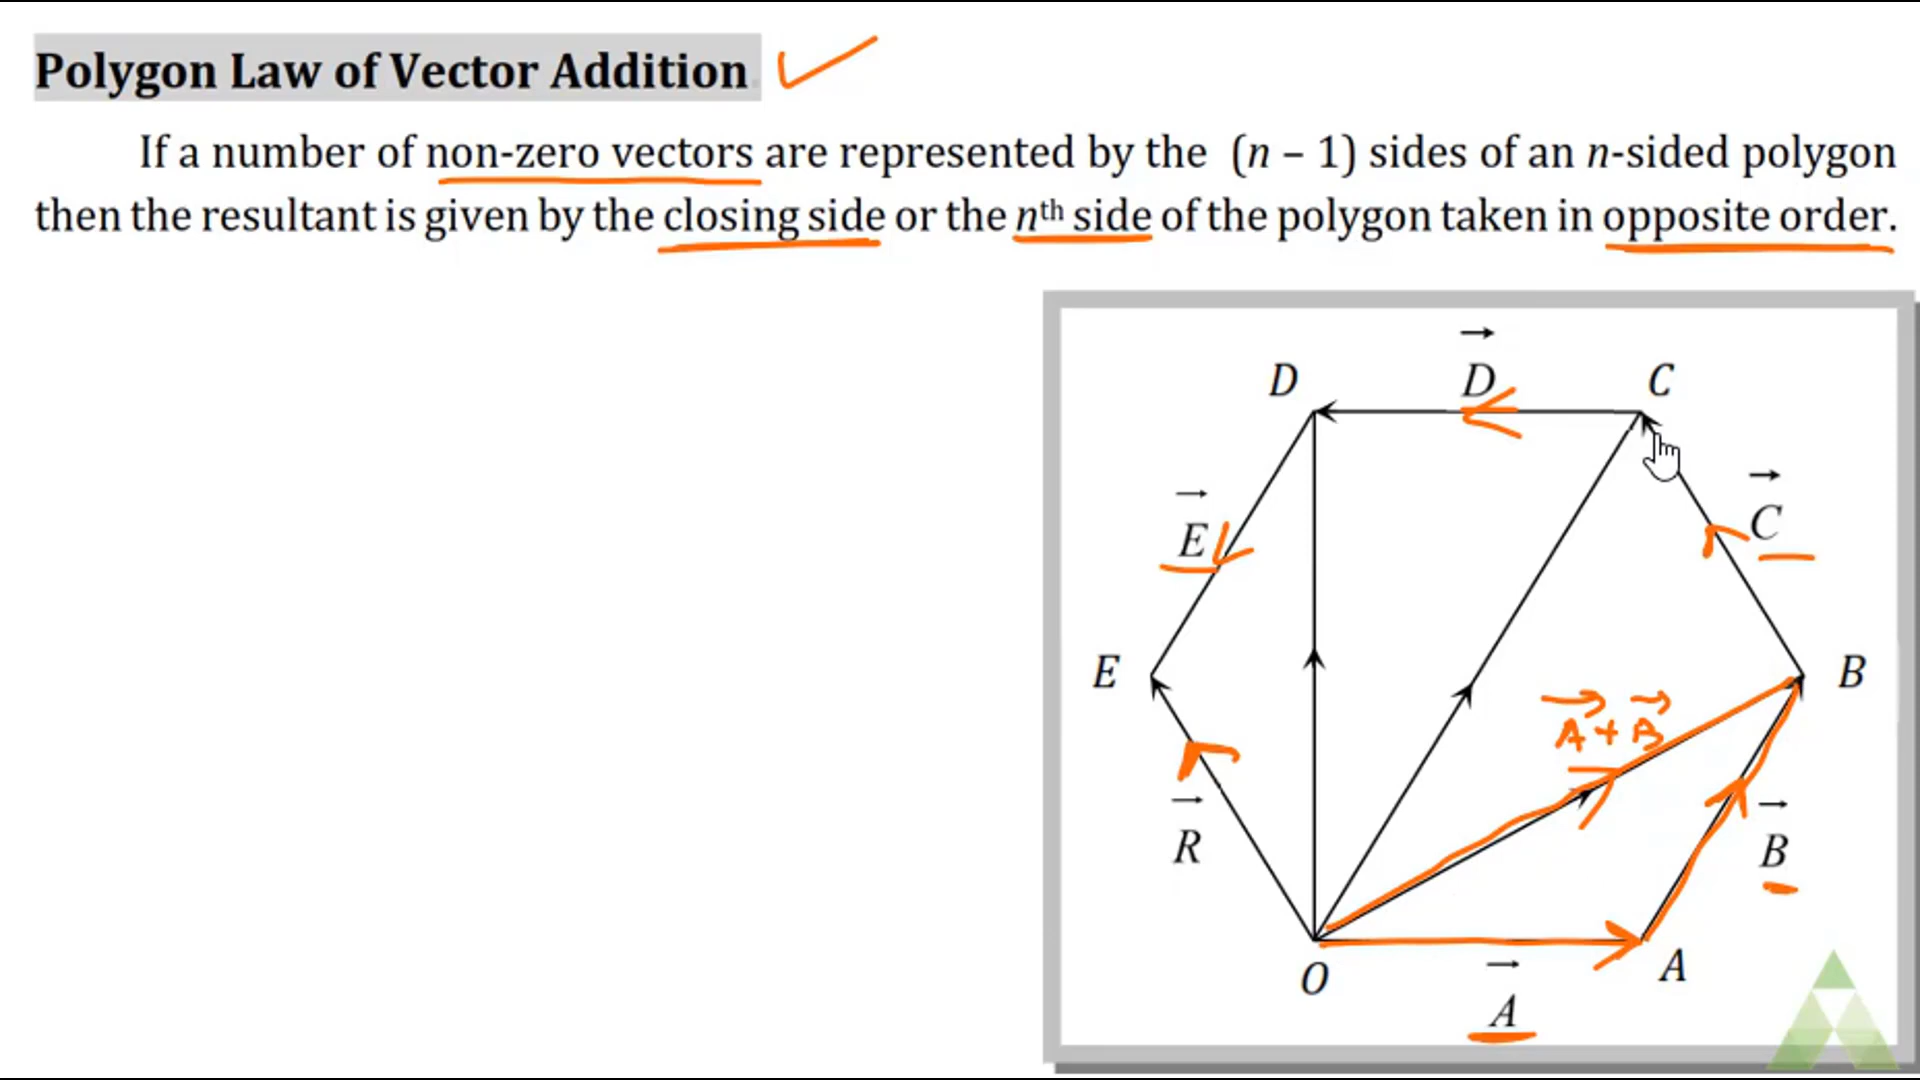 Polygon Law of Vector Addition.
If a number of non-zero vectors are represented by the (n – 1) sides of an n-sided polygon
then the resultant is given by the closing side or the nᵗʰ side of the polygon taken in opposite order.
D D⃗ C
E⃗ C⃗
E B
A⃗ + B⃗
R⃗ B⃗
O A
A⃗